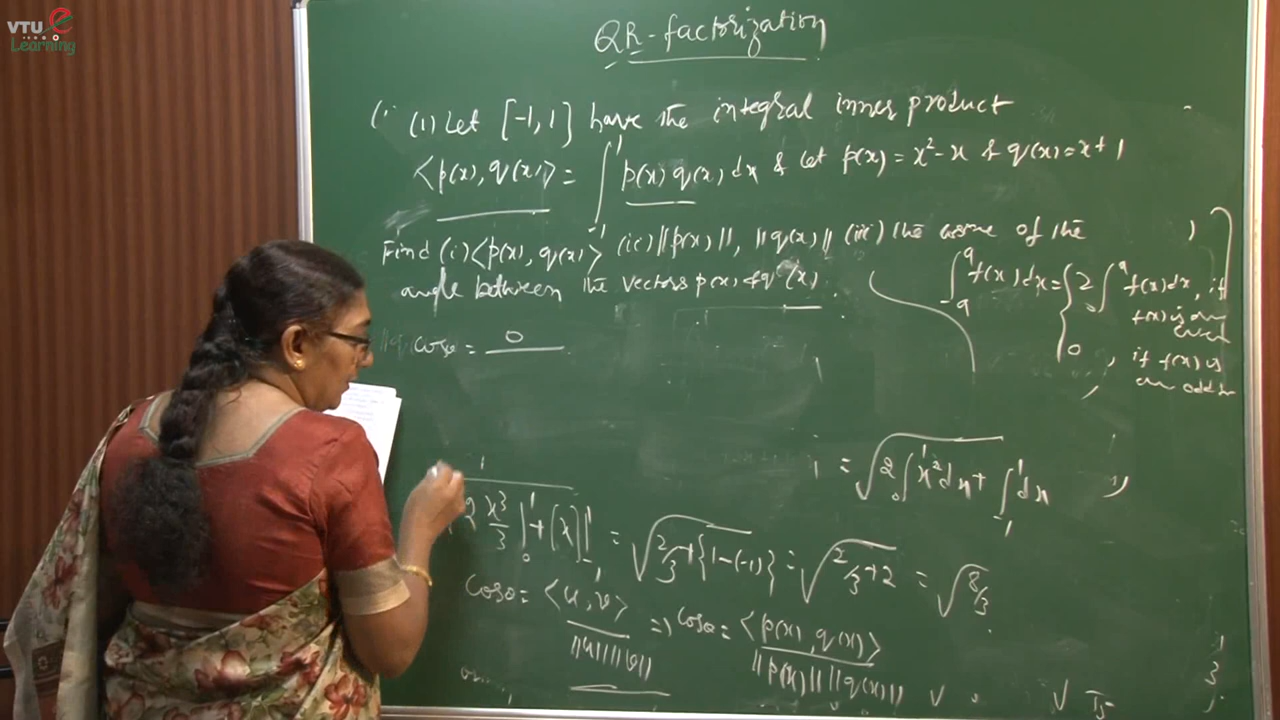 VTU e
Learning
QR-factorization
(1) Let [-1, 1] have the integral inner product
<p(x), q(x)> = ∫_{-1}^{1} p(x) q(x) dx & let p(x) = x² - x & q(x) = x + 1
Find (i) <p(x), q(x)> (ii) ||p(x)||, ||q(x)|| (iii) the cosine of the
angle between the vectors p(x) & q(x).
∫_{-a}^{a} f(x) dx = { 2 ∫_{0}^{a} f(x) dx, if f(x) is an even
0, if f(x) is an odd
cosθ = 0
= √(2 ∫_{0}^{1} x² dx + ∫_{-1}^{1} dx
2 x³/3 |_{0}^{1} + [x]|_{-1}^{1} = √(2/3 + {1-(-1)}) = √(2/3 + 2) = √(8/3)
cosθ = <u, v> / ||u|| ||v|| => cosθ = <p(x), q(x)> / ||p(x)|| ||q(x)||